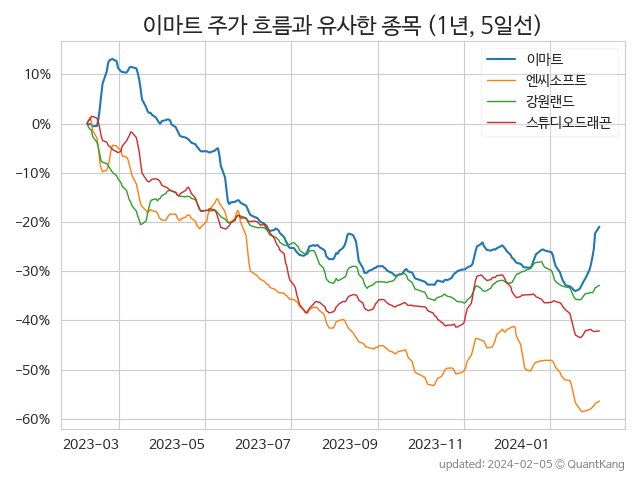 이마트 주가 흐름과 유사한 종목 (1년, 5일선)
이마트
엔씨소프트
강원랜드
스튜디오드래곤
10%
0%
−10%
−20%
−30%
−40%
−50%
−60%
2023-03 2023-05 2023-07 2023-09 2023-11 2024-01
updated: 2024-02-05 © QuantKang